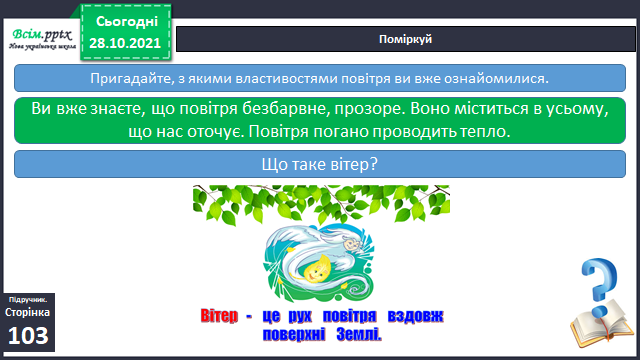 Всім.pptx
Нова українська школа
Сьогодні
28.10.2021
Поміркуй
Пригадайте, з якими властивостями повітря ви вже ознайомилися.
Ви вже знаєте, що повітря безбарвне, прозоре. Воно міститься в усьому,
що нас оточує. Повітря погано проводить тепло.
Що таке вітер?
Вітер - це рух повітря вздовж
поверхні Землі.
Підручник.
Сторінка
103